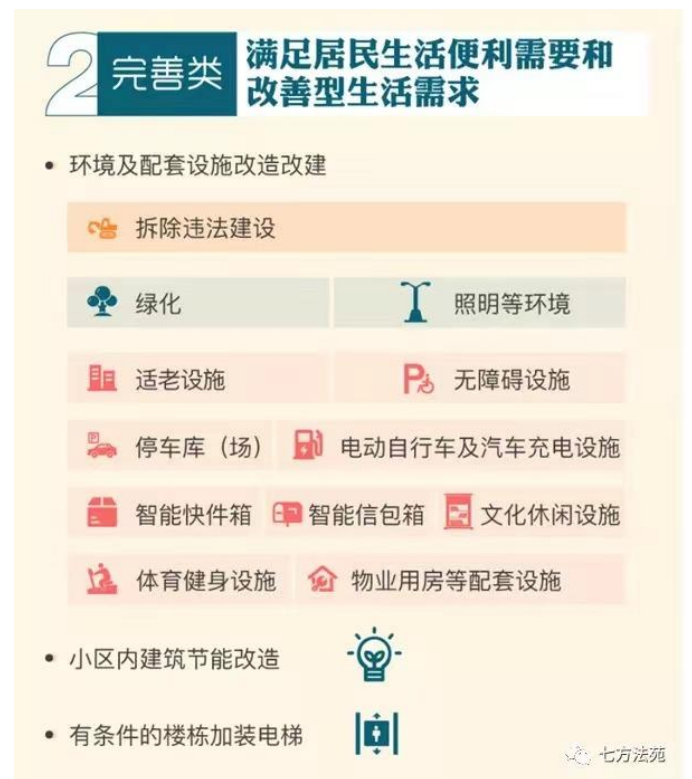 2 完善类 满足居民生活便利需要和
改善型生活需求
• 环境及配套设施改造改建
拆除违法建设
绿化 照明等环境
适老设施 P 无障碍设施
P 停车库（场） 电动自行车及汽车充电设施
智能快件箱 智能信包箱 文化休闲设施
体育健身设施 物业用房等配套设施
• 小区内建筑节能改造
• 有条件的楼栋加装电梯
七方法苑